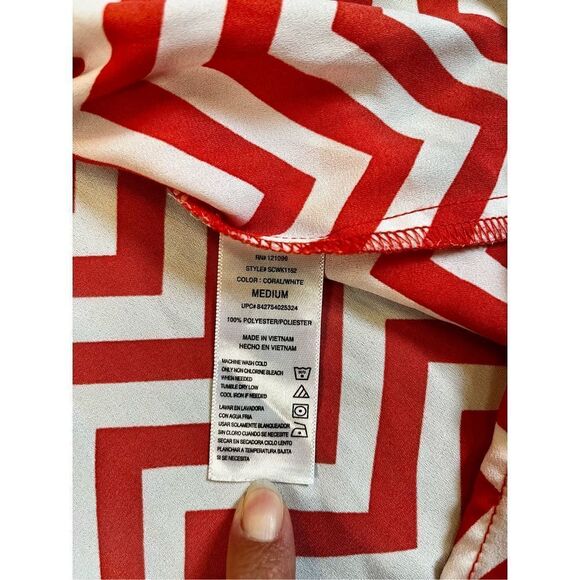 RN# 121096
STYLE# SCWK1152
COLOR : CORAL/WHITE
MEDIUM
UPC# 842754025324
100% POLYESTER/POLIESTER
MADE IN VIETNAM
HECHO EN VIETNAM
MACHINE WASH COLD
ONLY NON CHLORINE BLEACH
WHEN NEEDED
TUMBLE DRY LOW
COOL IRON IF NEEDED
LAVAR EN LAVADORA
CON AGUA FRIA
USAR SOLAMENTE BLANQUEADOR
SIN CLORO CUANDO SE NECESITE
SECAR EN SECADORA CICLO LENTO
PLANCHAR A TEMPERATURA BAJITA
SI SE NECESITA